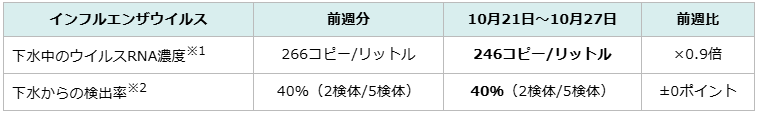 インフルエンザウイルス 前週分 10月21日～10月27日 前週比
下水中のウイルスRNA濃度※1 266コピー/リットル 246コピー/リットル ×0.9倍
下水からの検出率※2 40%（2検体/5検体） 40%（2検体/5検体） ±0ポイント